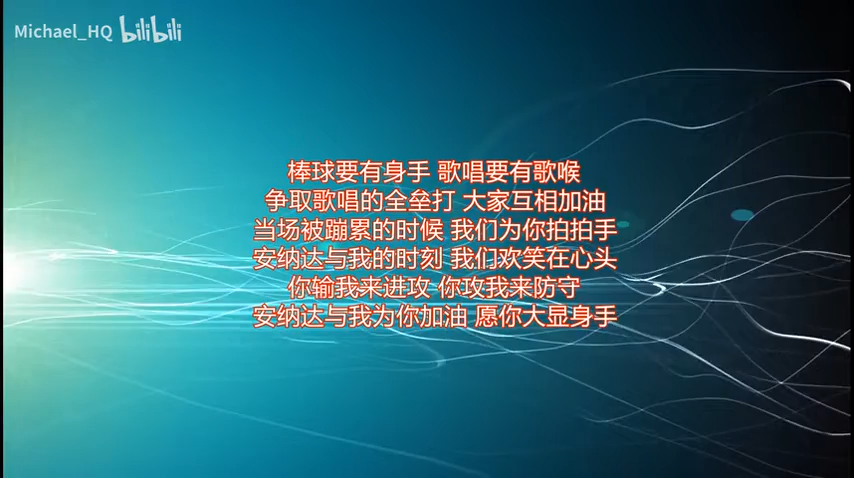 Michael_HQ bilibili
棒球要有身手 歌唱要有歌喉
争取歌唱的全垒打 大家互相加油
当场被蹦累的时候 我们为你拍拍手
安纳达与我的时刻 我们欢笑在心头
你输我来进攻 你攻我来防守
安纳达与我为你加油 愿你大显身手